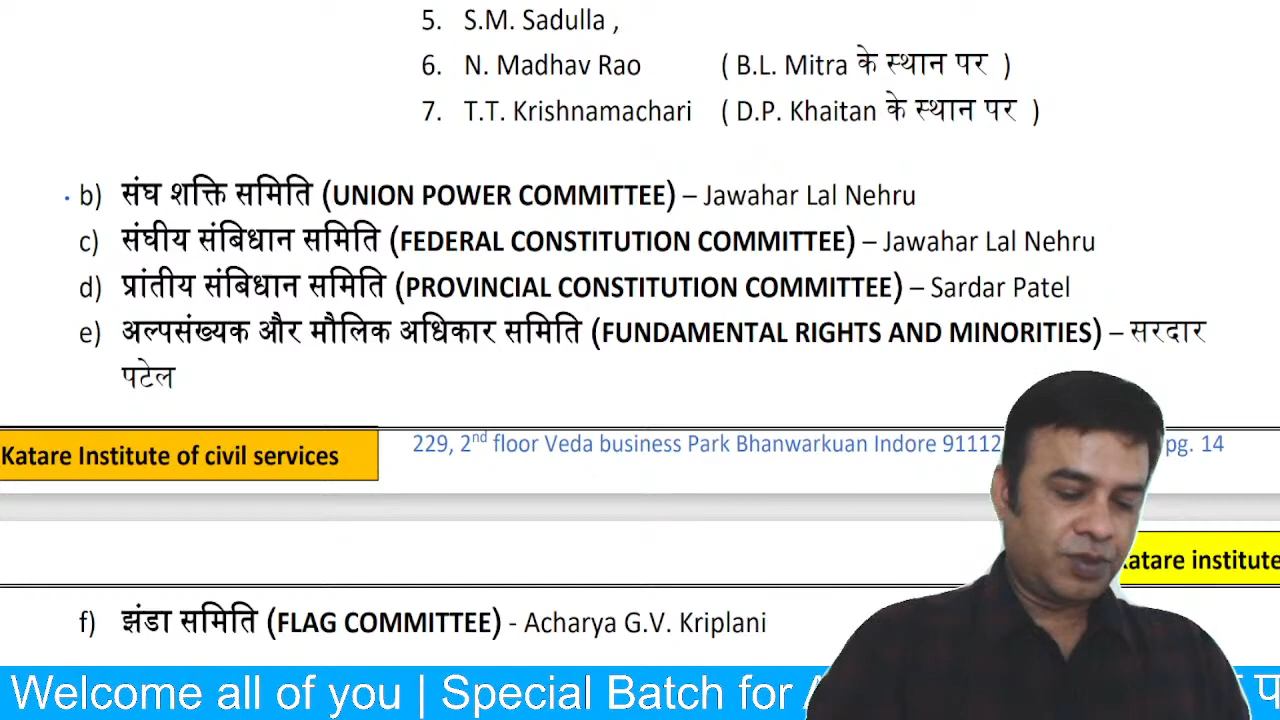 5. S.M. Sadulla ,
6. N. Madhav Rao ( B.L. Mitra के स्थान पर )
7. T.T. Krishnamachari ( D.P. Khaitan के स्थान पर )
b) संघ शक्ति समिति (UNION POWER COMMITTEE) – Jawahar Lal Nehru
c) संघीय संबिधान समिति (FEDERAL CONSTITUTION COMMITTEE) – Jawahar Lal Nehru
d) प्रांतीय संबिधान समिति (PROVINCIAL CONSTITUTION COMMITTEE) – Sardar Patel
e) अल्पसंख्यक और मौलिक अधिकार समिति (FUNDAMENTAL RIGHTS AND MINORITIES) – सरदार
पटेल
Katare Institute of civil services 229, 2nd floor Veda business Park Bhanwarkuan Indore 91112 pg. 14
Katare institute
f) झंडा समिति (FLAG COMMITTEE) - Acharya G.V. Kriplani
Welcome all of you | Special Batch for